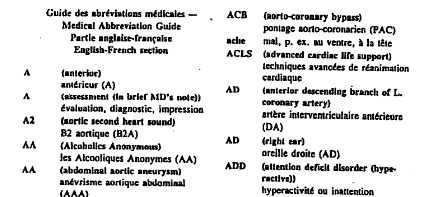 Guide des abréviations médicales —
Medical Abbreviation Guide
Partie anglaise-française
English-French section
A (anterior)
antérieur (A)
A (assessment (in brief MD's note))
évaluation, diagnostic, impression
A2 (aortic second heart sound)
B2 aortique (B2A)
AA (Alcoholics Anonymous)
les Alcooliques Anonymes (AA)
AA (abdominal aortic aneurysm)
anévrisme aortique abdominal
(AAA)
ACB (aorto-coronary bypass)
pontage aorto-coronarien (PAC)
ache mal, p. ex. au ventre, à la tête
ACLS (advanced cardiac life support)
techniques avancées de réanimation
cardiaque
AD (anterior descending branch of L.
coronary artery)
artère interventriculaire antérieure
(DA)
AD (right ear)
oreille droite (AD)
ADD (attention deficit disorder (hype-
ractive))
hyperactivité ou inattention